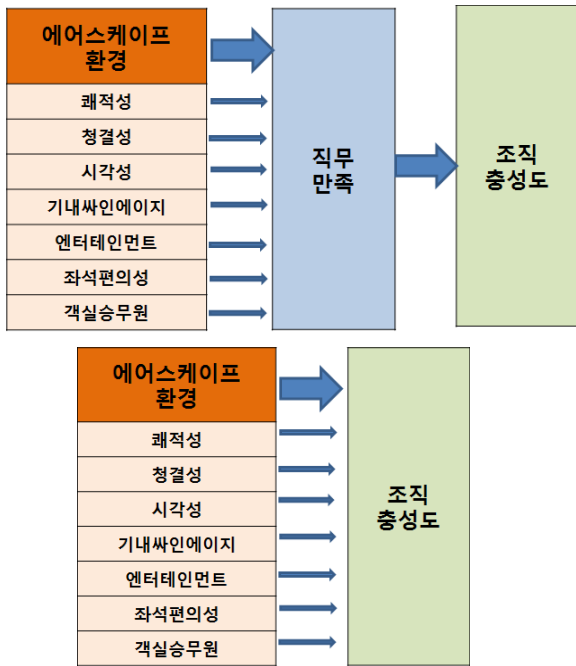 에어스케이프
환경
쾌적성
청결성
시각성
기내싸인에이지
엔터테인먼트
좌석편의성
객실승무원
직무
만족
조직
충성도
에어스케이프
환경
쾌적성
청결성
시각성
기내싸인에이지
엔터테인먼트
좌석편의성
객실승무원
조직
충성도